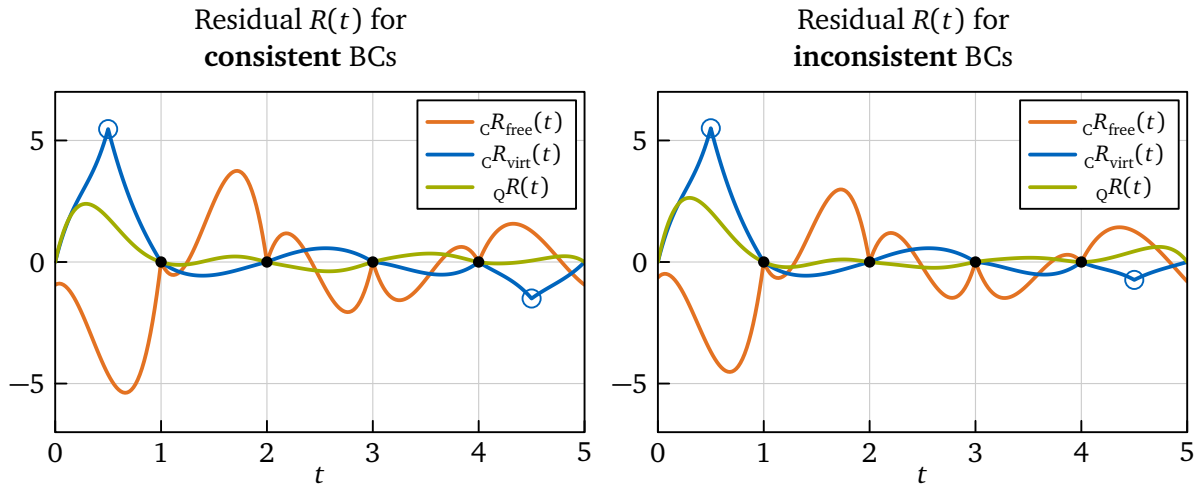 Residual R(t) for
consistent BCs
CRfree(t)
CRvirt(t)
QR(t)
5
0
−5
0 1 2 3 4 5
t
Residual R(t) for
inconsistent BCs
CRfree(t)
CRvirt(t)
QR(t)
5
0
−5
0 1 2 3 4 5
t